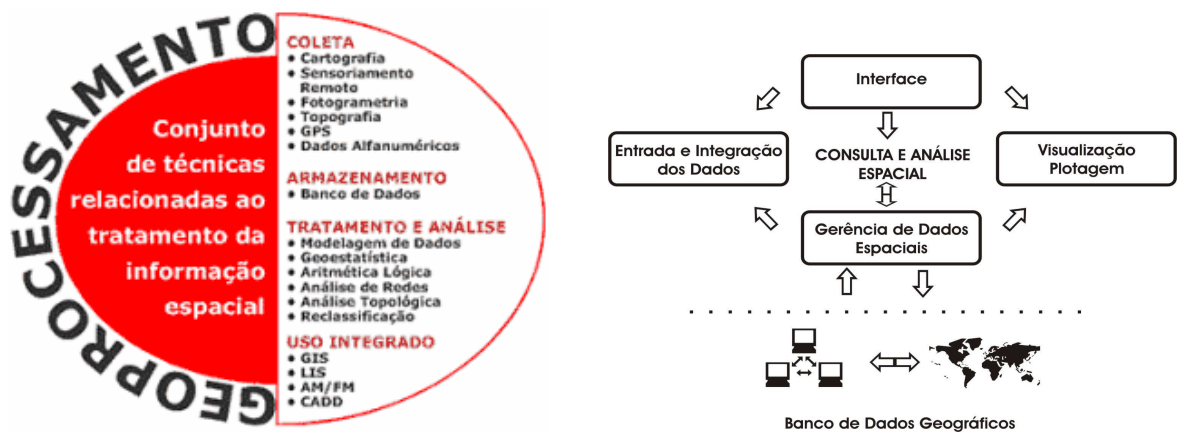 GEOPROCESSAMENTO
Conjunto
de técnicas
relacionadas ao
tratamento da
informação
espacial
COLETA
• Cartografia
• Sensoriamento
Remoto
• Fotogrametria
• Topografia
• GPS
• Dados Alfanuméricos
ARMAZENAMENTO
• Banco de Dados
TRATAMENTO E ANÁLISE
• Modelagem de Dados
• Geoestatística
• Aritmética Lógica
• Análise de Redes
• Análise Topológica
• Reclassificação
USO INTEGRADO
• GIS
• LIS
• AM/FM
• CADD
Interface
Entrada e Integração
dos Dados
CONSULTA E ANÁLISE
ESPACIAL
Visualização
Plotagem
Gerência de Dados
Espaciais
Banco de Dados Geográficos